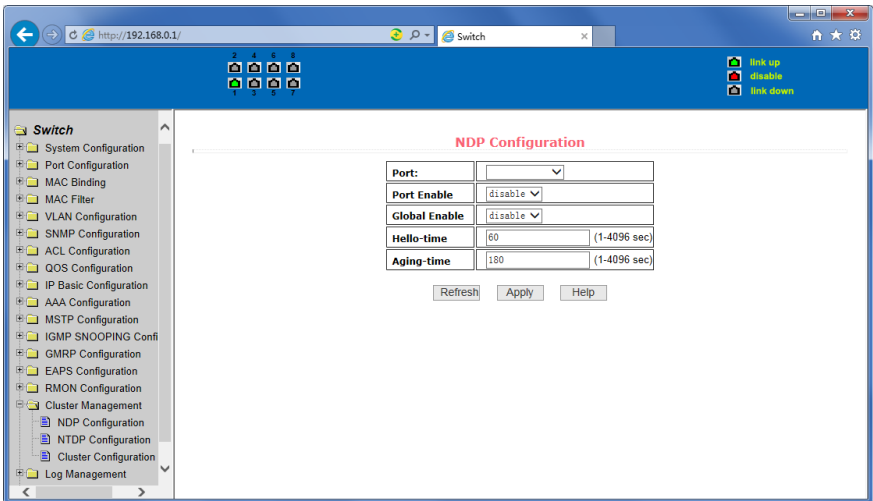 http://192.168.0.1/
Switch
2 4 6 8
1 3 5 7
link up
disable
link down
Switch
System Configuration
Port Configuration
MAC Binding
MAC Filter
VLAN Configuration
SNMP Configuration
ACL Configuration
QOS Configuration
IP Basic Configuration
AAA Configuration
MSTP Configuration
IGMP SNOOPING Confi
GMRP Configuration
EAPS Configuration
RMON Configuration
Cluster Management
NDP Configuration
NTDP Configuration
Cluster Configuration
Log Management
NDP Configuration
Port:
Port Enable disable
Global Enable disable
Hello-time 60 (1-4096 sec)
Aging-time 180 (1-4096 sec)
Refresh Apply Help